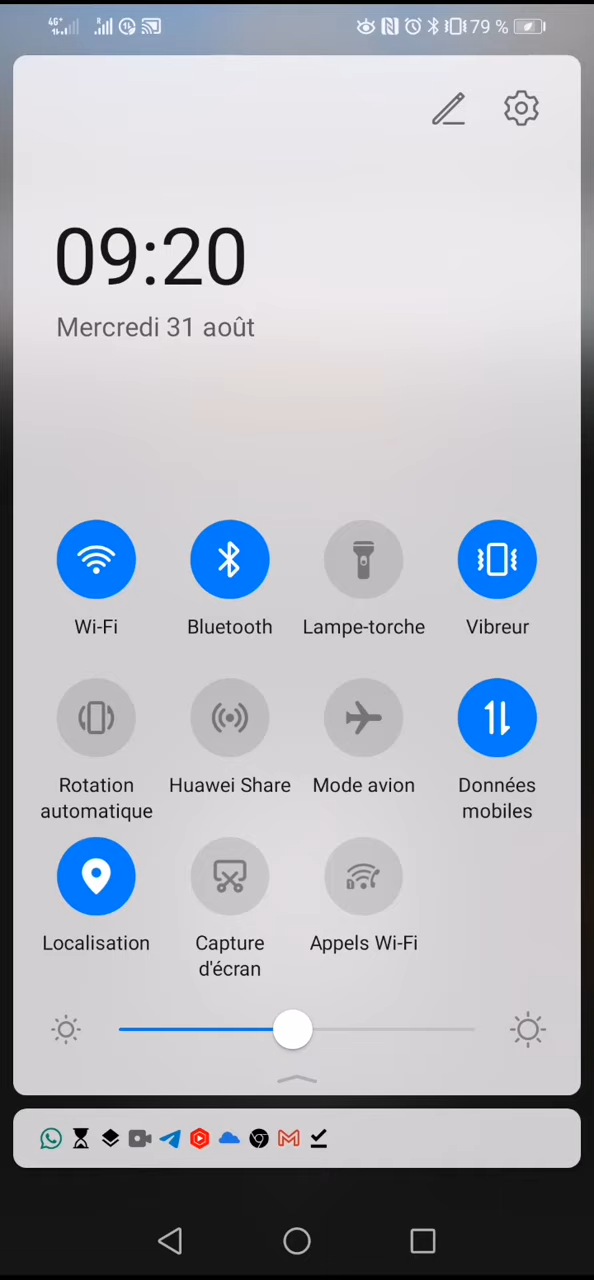 4G+ R 79 %
09:20
Mercredi 31 août
Wi-Fi Bluetooth Lampe-torche Vibreur
Rotation automatique Huawei Share Mode avion Données mobiles
Localisation Capture d'écran Appels Wi-Fi